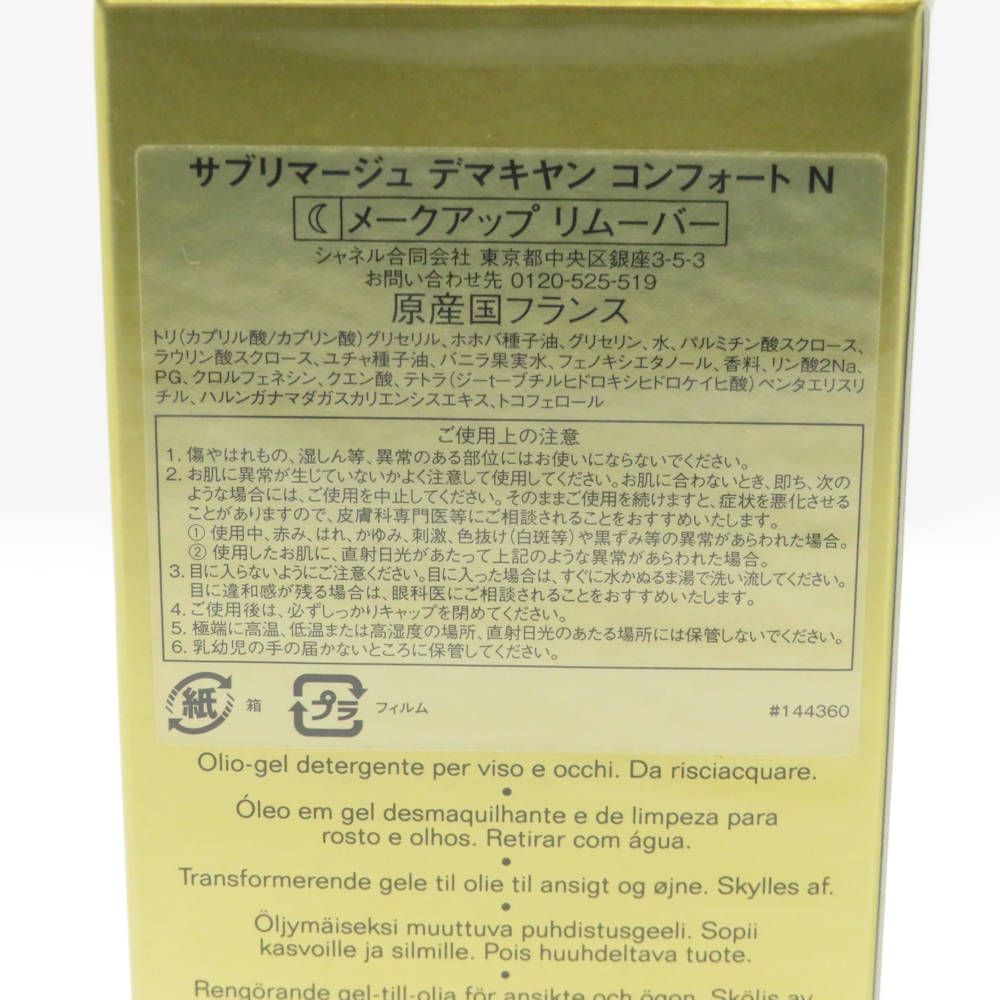 サブリマージュ デマキヤン コンフォート N
メークアップ リムーバー
シャネル合同会社 東京都中央区銀座3-5-3
お問い合わせ先 0120-525-519
原産国フランス
トリ(カプリル酸/カプリン酸)グリセリル、ホホバ種子油、グリセリン、水、パルミチン酸スクロース、
ラウリン酸スクロース、ユチャ種子油、バニラ果実水、フェノキシエタノール、香料、リン酸2Na、
PG、クロルフェネシン、クエン酸、テトラ(ジ-t-ブチルヒドロキシヒドロケイヒ酸)ペンタエリスリ
チル、ハルンガナマダガスカリエンシスエキス、トコフェロール
ご使用上の注意
1. 傷やはれもの、湿しん等、異常のある部位にはお使いにならないでください。
2. お肌に異常が生じていないかよく注意して使用してください。お肌に合わないとき、即ち、次の
ような場合には、ご使用を中止してください。そのままご使用を続けますと、症状を悪化させる
ことがありますので、皮膚科専門医等にご相談されることをおすすめいたします。
① 使用中、赤み、はれ、かゆみ、刺激、色抜け(白斑等)や黒ずみ等の異常があらわれた場合。
② 使用したお肌に、直射日光があたって上記のような異常があらわれた場合。
3. 目に入らないようにご注意ください。目に入った場合は、すぐに水かぬるま湯で洗い流してください。
目に違和感が残る場合は、眼科医にご相談されることをおすすめいたします。
4. ご使用後は、必ずしっかりキャップを閉めてください。
5. 極端に高温、低温または高湿度の場所、直射日光のあたる場所には保管しないでください。
6. 乳幼児の手の届かないところに保管してください。
紙 箱 プラ フィルム #144360
Olio-gel detergente per viso e occhi. Da risciacquare.
•
Óleo em gel desmaquilhante e de limpeza para
rosto e olhos. Retirar com água.
•
Transformerende gele til olie til ansigt og øjne. Skylles af.
•
Öljymäiseksi muuttuva puhdistusgeeli. Sopii
kasvoille ja silmille. Pois huuhdeltava tuote.
•
Rengörande gel-till-olja för ansikte och ögon. Sköljs av